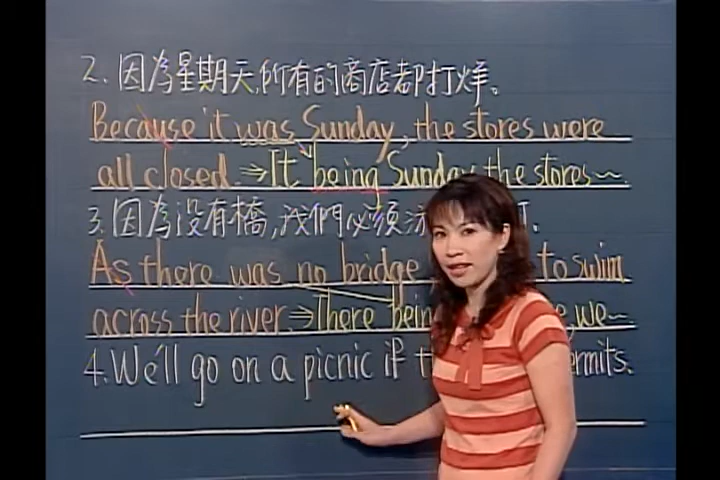 2. 因為星期天,所有的商店都打烊。
Because it was Sunday, the stores were
all closed. ⇒ It being Sunday the stores ~.
3. 因為沒有橋,我們必須
As there was no bridge, to swim
across the river. ⇒ There being we ~
4. We'll go on a picnic if